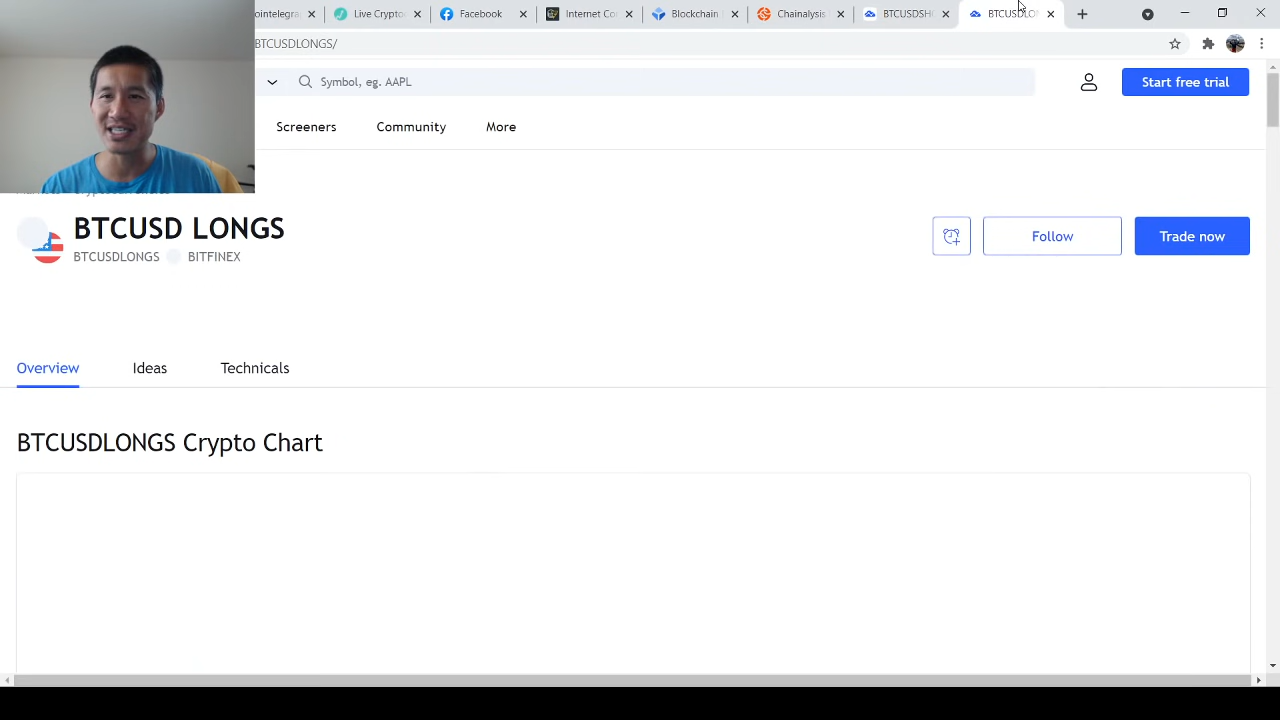 ointelegra
Live Crypto
Facebook
Internet Co
Blockchain
Chainalysis
BTCUSDSH
BTCUSDLO
BTCUSDLONGS/
Symbol, eg. AAPL
Start free trial
Screeners
Community
More
BTCUSD LONGS
BTCUSDLONGS
BITFINEX
Follow
Trade now
Overview
Ideas
Technicals
BTCUSDLONGS Crypto Chart